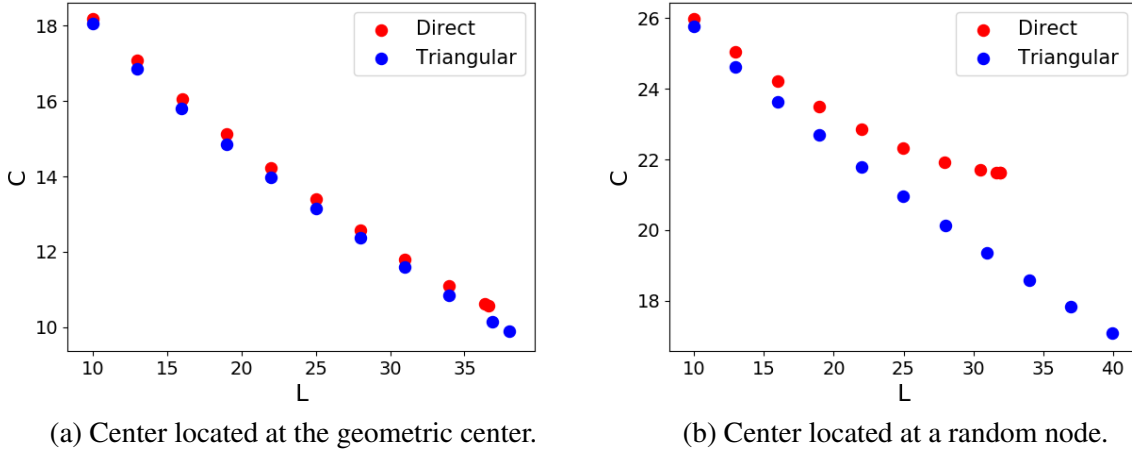 18
16
14
12
10
C
Direct
Triangular
10 15 20 25 30 35
L
(a) Center located at the geometric center.
26
24
22
20
18
C
Direct
Triangular
10 15 20 25 30 35 40
L
(b) Center located at a random node.